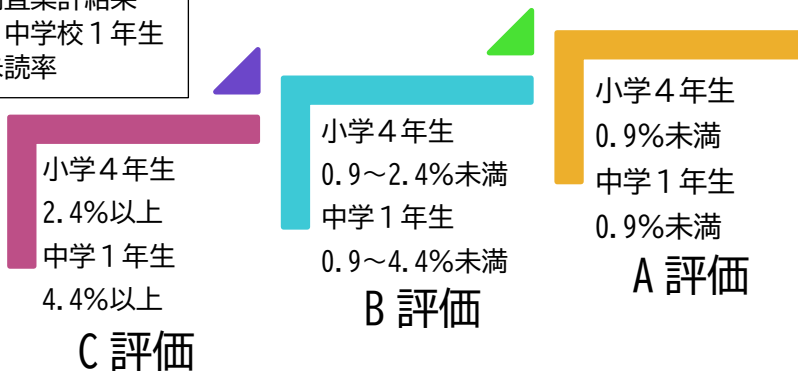 中学校１年生
小学４年生
2.4%以上
中学１年生
4.4%以上
C 評価
小学４年生
0.9～2.4%未満
中学１年生
0.9～4.4%未満
B 評価
小学４年生
0.9%未満
中学１年生
0.9%未満
A 評価